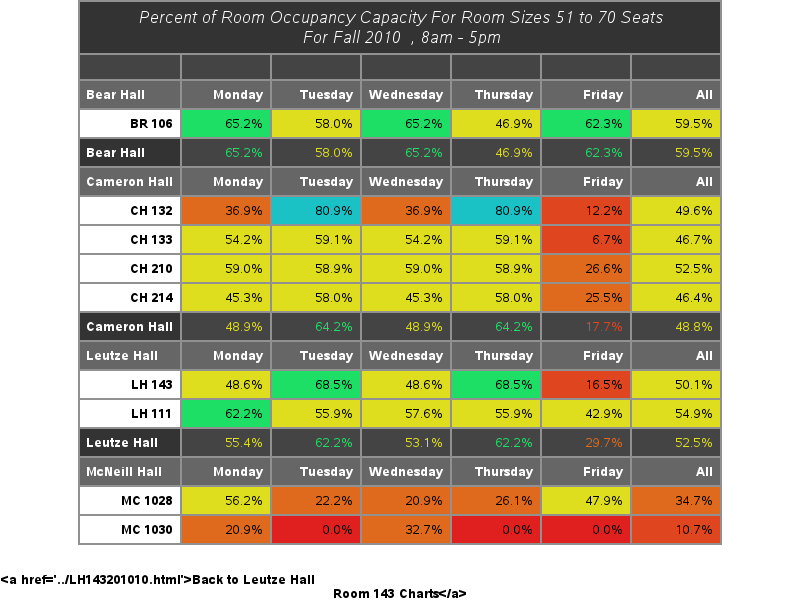 Percent of Room Occupancy Capacity For Room Sizes 51 to 70 Seats
For Fall 2010 , 8am - 5pm
Bear Hall Monday Tuesday Wednesday Thursday Friday All
BR 106 65.2% 58.0% 65.2% 46.9% 62.3% 59.5%
Bear Hall 65.2% 58.0% 65.2% 46.9% 62.3% 59.5%
Cameron Hall Monday Tuesday Wednesday Thursday Friday All
CH 132 36.9% 80.9% 36.9% 80.9% 12.2% 49.6%
CH 133 54.2% 59.1% 54.2% 59.1% 6.7% 46.7%
CH 210 59.0% 58.9% 59.0% 58.9% 26.6% 52.5%
CH 214 45.3% 58.0% 45.3% 58.0% 25.5% 46.4%
Cameron Hall 48.9% 64.2% 48.9% 64.2% 17.7% 48.8%
Leutze Hall Monday Tuesday Wednesday Thursday Friday All
LH 143 48.6% 68.5% 48.6% 68.5% 16.5% 50.1%
LH 111 62.2% 55.9% 57.6% 55.9% 42.9% 54.9%
Leutze Hall 55.4% 62.2% 53.1% 62.2% 29.7% 52.5%
McNeill Hall Monday Tuesday Wednesday Thursday Friday All
MC 1028 56.2% 22.2% 20.9% 26.1% 47.9% 34.7%
MC 1030 20.9% 0.0% 32.7% 0.0% 0.0% 10.7%
<a href='../LH143201010.html'>Back to Leutze Hall
Room 143 Charts</a>